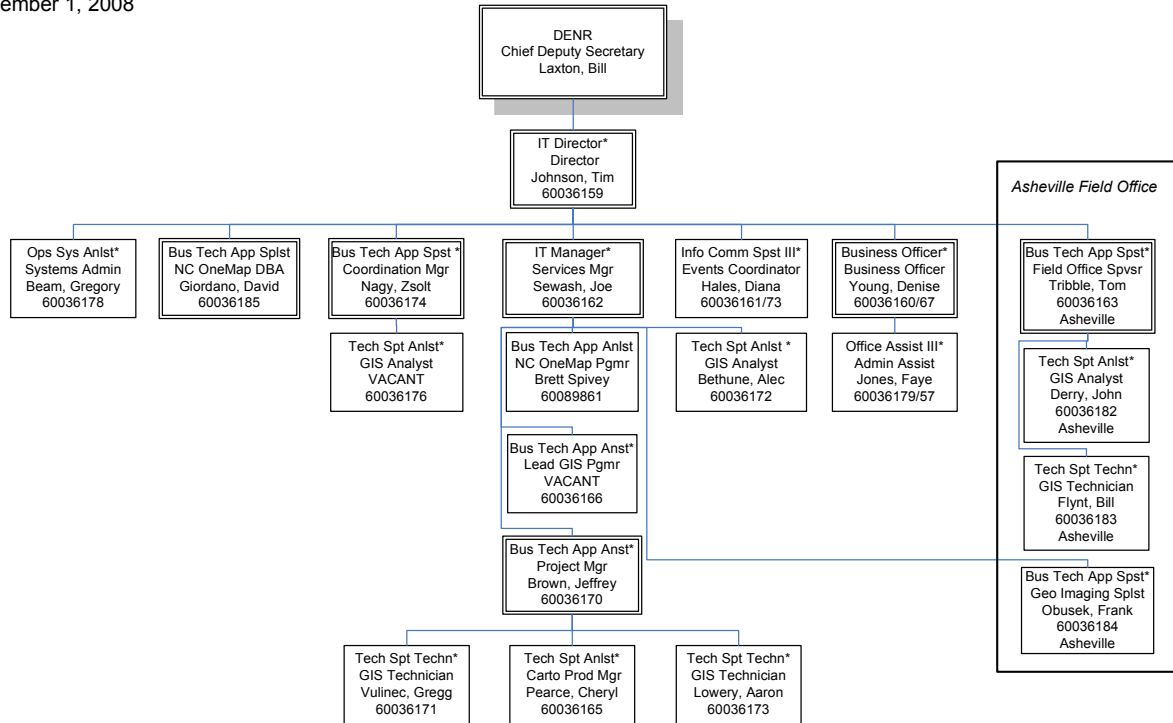 ember 1, 2008
DENR
Chief Deputy Secretary
Laxton, Bill
IT Director*
Director
Johnson, Tim
60036159
Asheville Field Office
Ops Sys Anlst*
Systems Admin
Beam, Gregory
60036178
Bus Tech App Splst
NC OneMap DBA
Giordano, David
60036185
Bus Tech App Spst *
Coordination Mgr
Nagy, Zsolt
60036174
IT Manager*
Services Mgr
Sewash, Joe
60036162
Info Comm Spst III*
Events Coordinator
Hales, Diana
60036161/73
Business Officer*
Business Officer
Young, Denise
60036160/67
Bus Tech App Spst*
Field Office Spvsr
Tribble, Tom
60036163
Asheville
Tech Spt Anlst*
GIS Analyst
VACANT
60036176
Bus Tech App Anlst
NC OneMap Pgmr
Brett Spivey
60089861
Tech Spt Anlst *
GIS Analyst
Bethune, Alec
60036172
Office Assist III*
Admin Assist
Jones, Faye
60036179/57
Tech Spt Anlst*
GIS Analyst
Derry, John
60036182
Asheville
Bus Tech App Anst*
Lead GIS Pgmr
VACANT
60036166
Tech Spt Techn*
GIS Technician
Flynt, Bill
60036183
Asheville
Bus Tech App Anst*
Project Mgr
Brown, Jeffrey
60036170
Bus Tech App Spst*
Geo Imaging Splst
Obusek, Frank
60036184
Asheville
Tech Spt Techn*
GIS Technician
Vulinec, Gregg
60036171
Tech Spt Anlst*
Carto Prod Mgr
Pearce, Cheryl
60036165
Tech Spt Techn*
GIS Technician
Lowery, Aaron
60036173